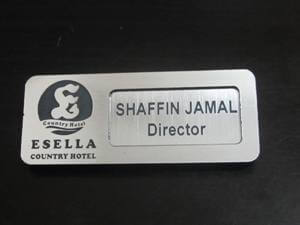 E
Country Hotel
ESELLA
COUNTRY HOTEL
SHAFFIN JAMAL
Director